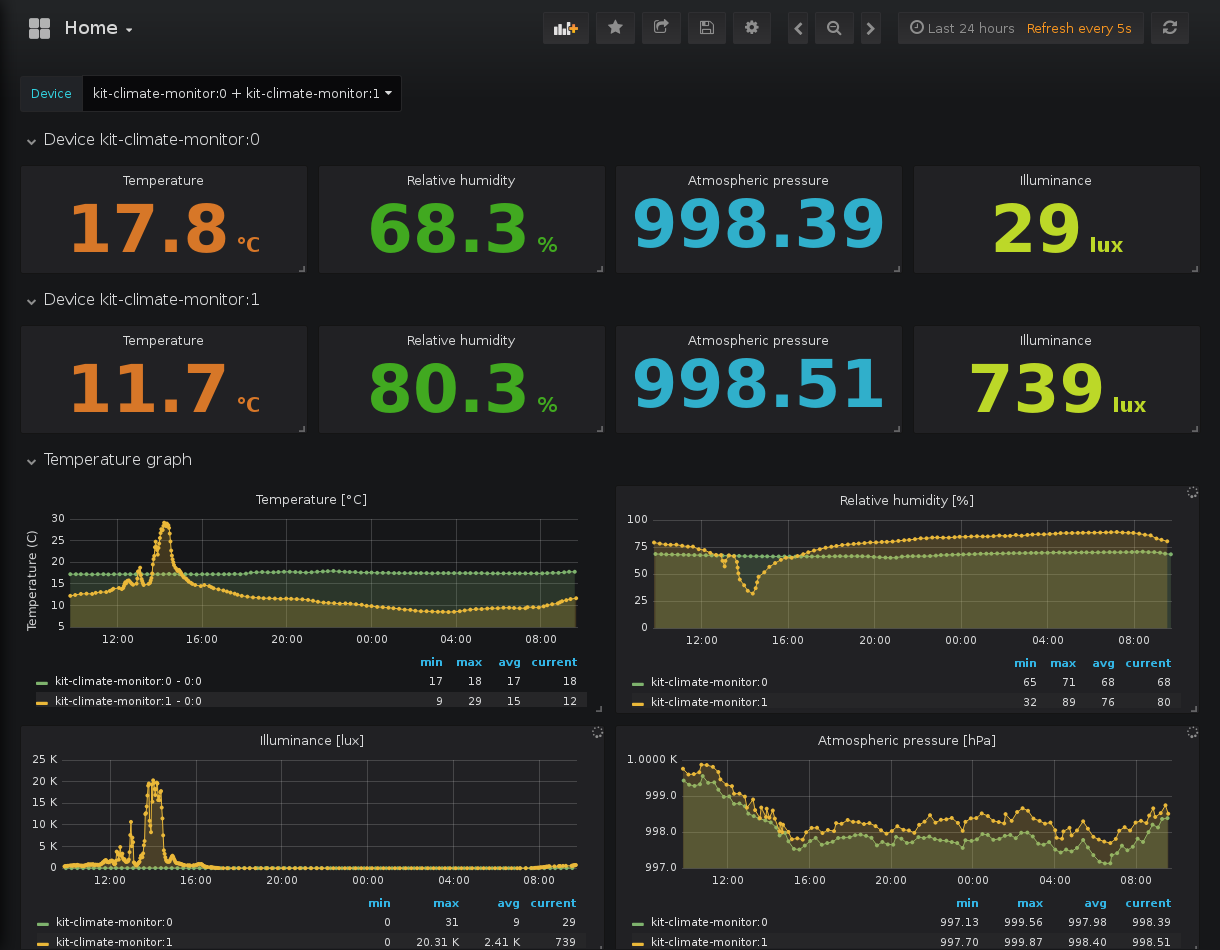 Home
Last 24 hours Refresh every 5s
Device kit-climate-monitor:0 + kit-climate-monitor:1
Device kit-climate-monitor:0
Temperature Relative humidity Atmospheric pressure Illuminance
17.8 °C 68.3 % 998.39 29 lux
Device kit-climate-monitor:1
Temperature Relative humidity Atmospheric pressure Illuminance
11.7 °C 80.3 % 998.51 739 lux
Temperature graph
Temperature [°C]
Temperature (C)
30
25
20
15
10
5
12:00 16:00 20:00 00:00 04:00 08:00
min max avg current
kit-climate-monitor:0 - 0:0 17 18 17 18
kit-climate-monitor:1 - 0:0 9 29 15 12
Relative humidity [%]
100
75
50
25
0
12:00 16:00 20:00 00:00 04:00 08:00
min max avg current
kit-climate-monitor:0 65 71 68 68
kit-climate-monitor:1 32 89 76 80
Illuminance [lux]
25 K
20 K
15 K
10 K
5 K
0
12:00 16:00 20:00 00:00 04:00 08:00
min max avg current
kit-climate-monitor:0 0 31 9 29
kit-climate-monitor:1 0 20.31 K 2.41 K 739
Atmospheric pressure [hPa]
1.0000 K
999.0
998.0
997.0
12:00 16:00 20:00 00:00 04:00 08:00
min max avg current
kit-climate-monitor:0 997.13 999.56 997.98 998.39
kit-climate-monitor:1 997.70 999.87 998.40 998.51